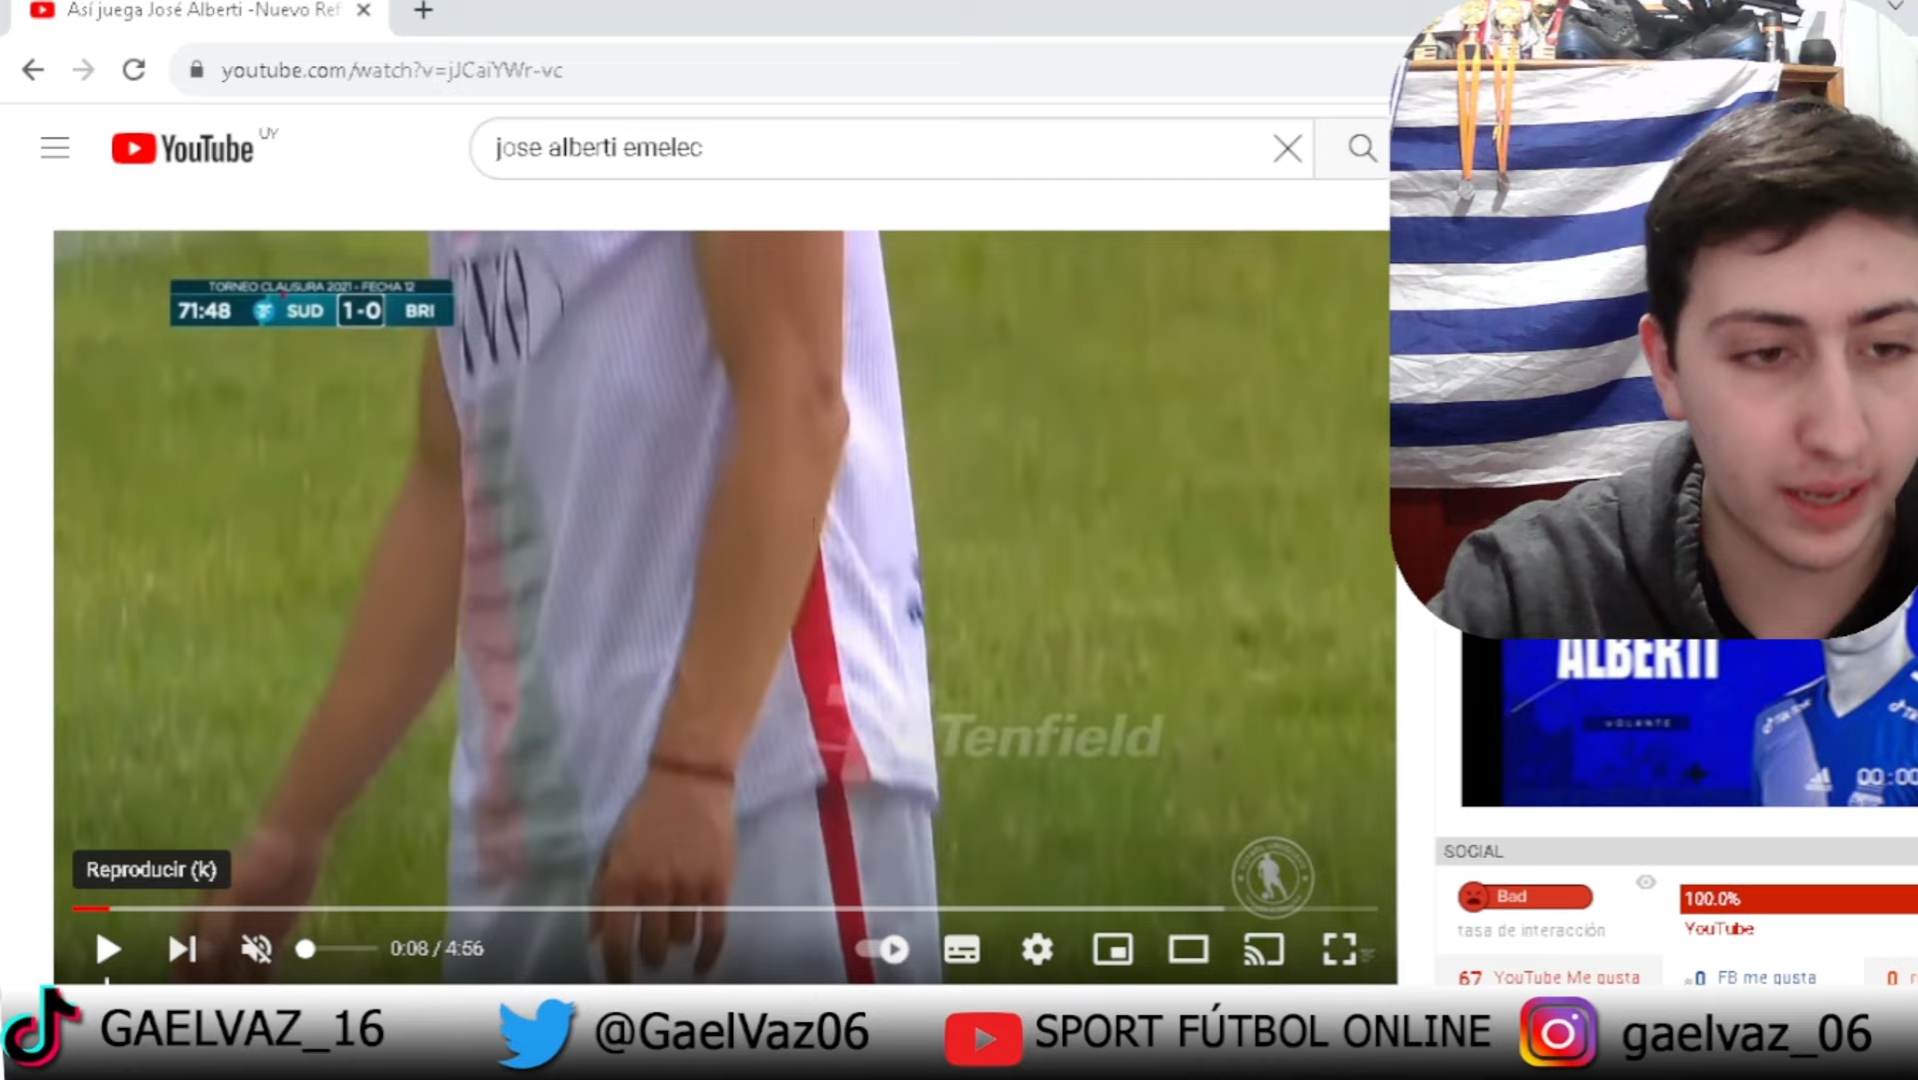 Así juega José Alberti -Nuevo Ref
youtube.com/watch?v=jJCaiYWr-vc
YouTube UY
jose alberti emelec
TORNEO CLAUSURA 2021 - FECHA 12
71:48 SUD 1-0 BRI
Tenfield
ALBERTI
VOLANTE
00:00
Reproducir (k)
0:08 / 4:56
SOCIAL
Bad
100.0%
tasa de interacción
YouTube
67 YouTube Me gusta
0 FB me gusta
0
GAELVAZ_16
@GaelVaz06
SPORT FÚTBOL ONLINE
gaelvaz_06